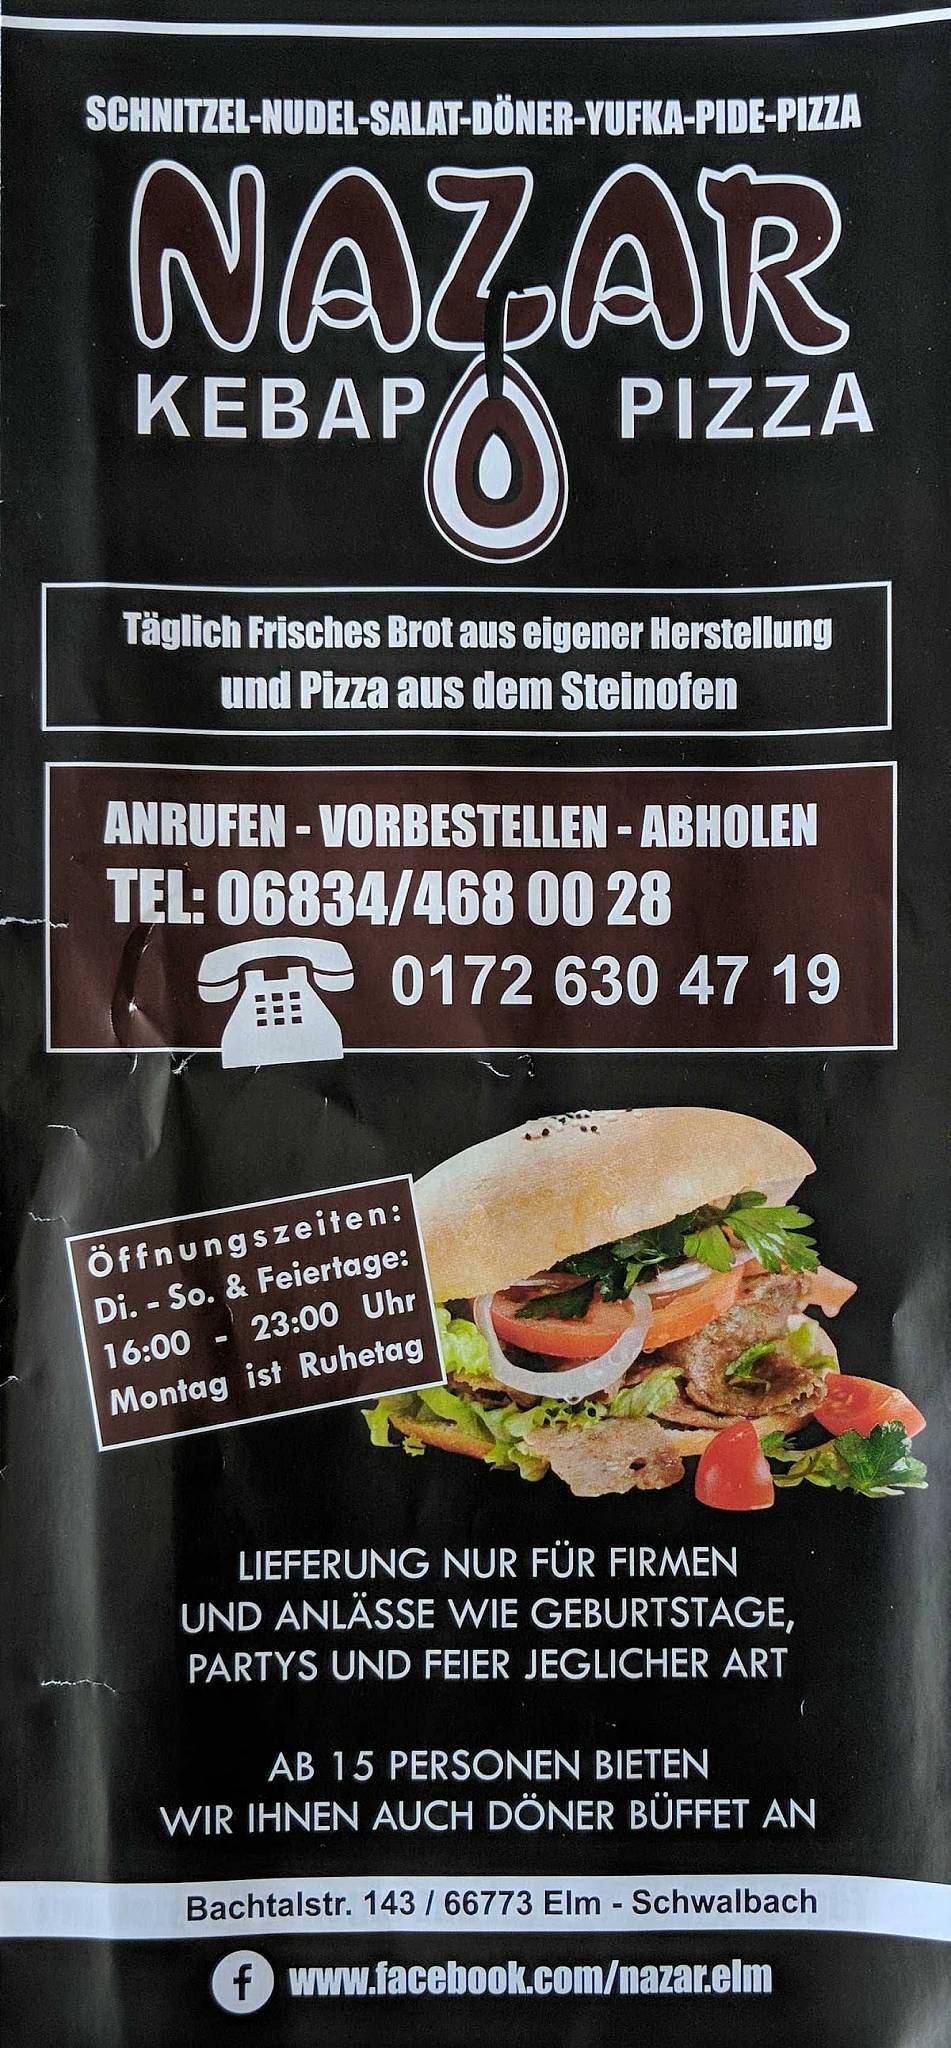 SCHNITZEL-NUDEL-SALAT-DÖNER-YUFKA-PIDE-PIZZA
NAZAR
KEBAP PIZZA
Täglich Frisches Brot aus eigener Herstellung
und Pizza aus dem Steinofen
ANRUFEN - VORBESTELLEN - ABHOLEN
TEL: 06834/468 00 28
0172 630 47 19
Öffnungszeiten:
Di. - So. & Feiertage:
16:00 - 23:00 Uhr
Montag ist Ruhetag
LIEFERUNG NUR FÜR FIRMEN
UND ANLÄSSE WIE GEBURTSTAGE,
PARTYS UND FEIER JEGLICHER ART
AB 15 PERSONEN BIETEN
WIR IHNEN AUCH DÖNER BÜFFET AN
Bachtalstr. 143 / 66773 Elm - Schwalbach
f www.facebook.com/nazar.elm